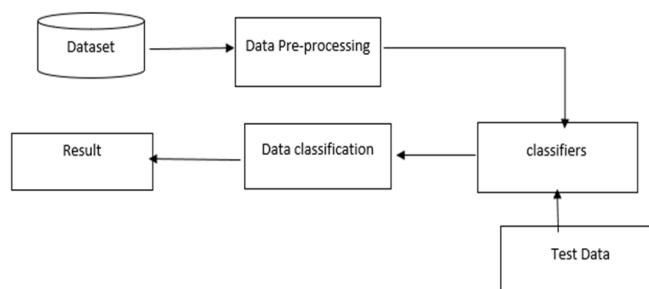 Dataset
Data Pre-processing
Result
Data classification
classifiers
Test Data